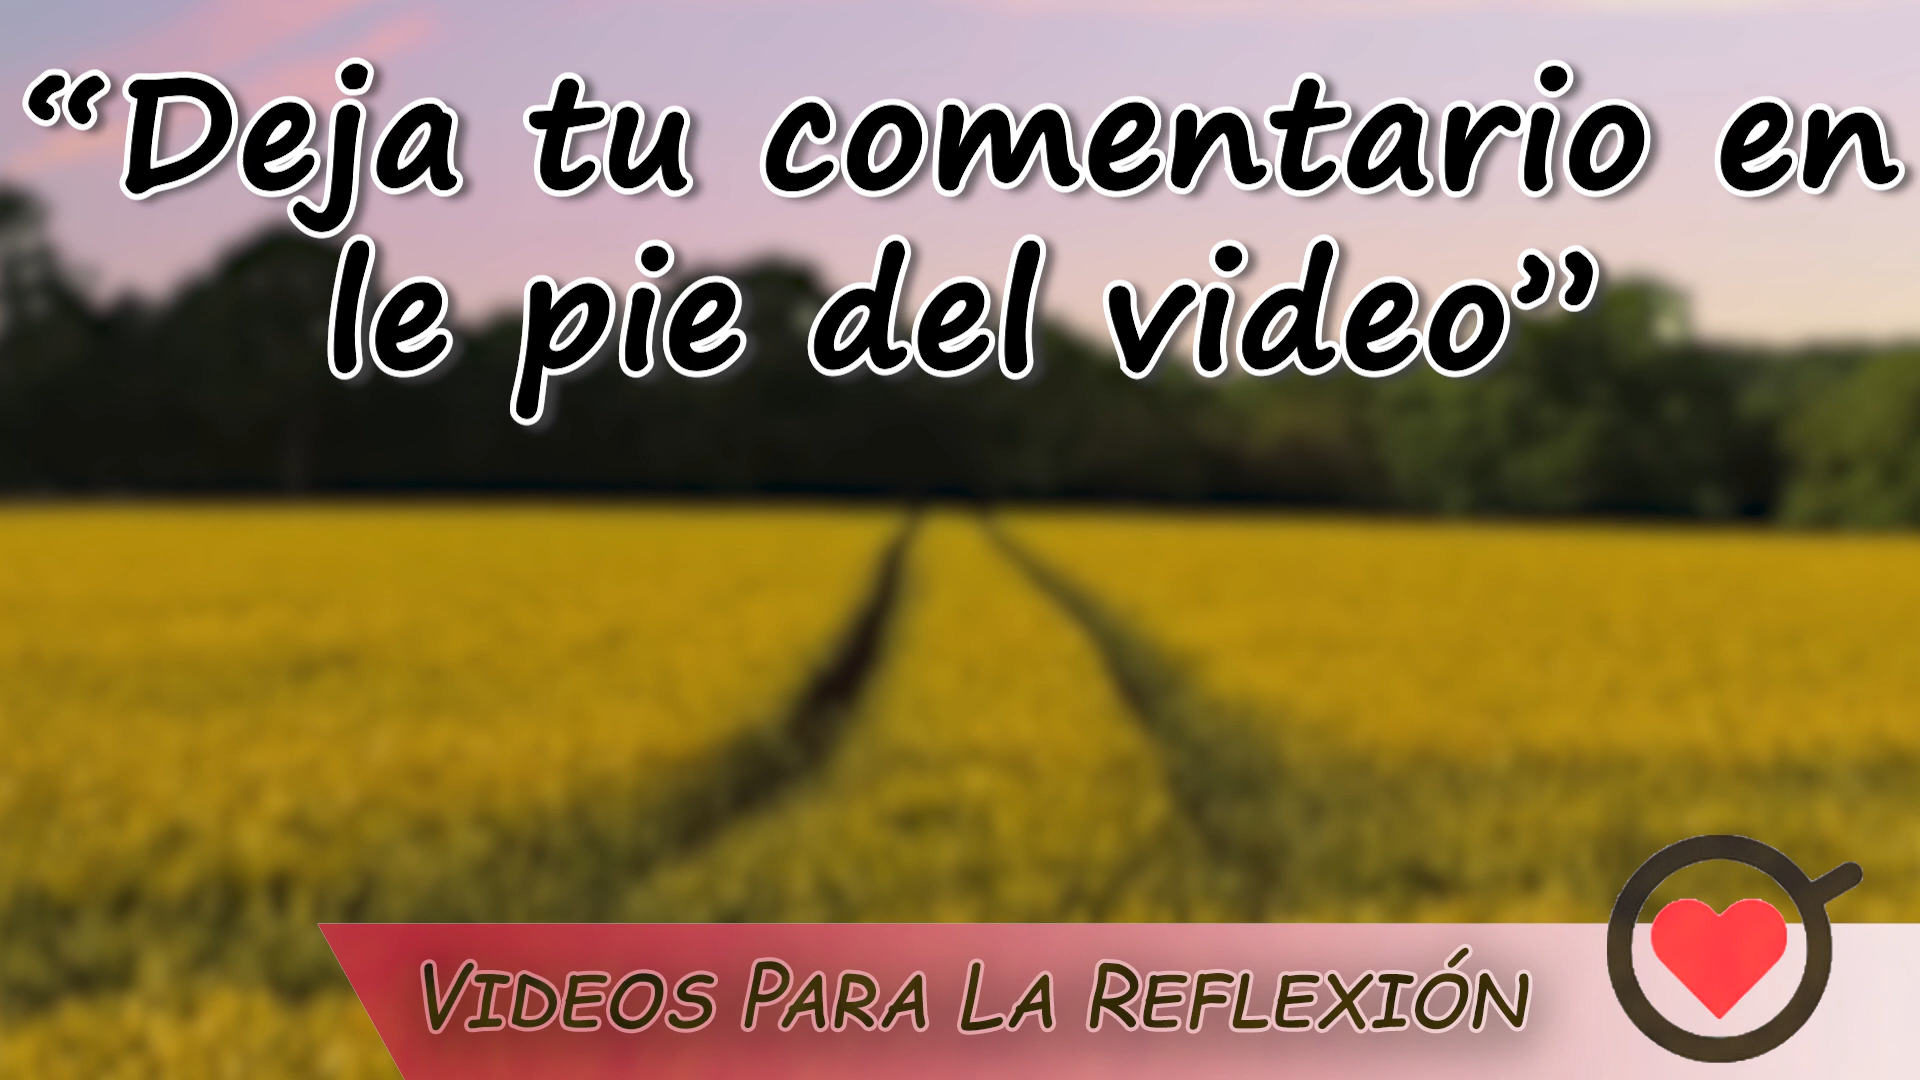 “Deja tu comentario en
le pie del video”
VIDEOS PARA LA REFLEXIÓN